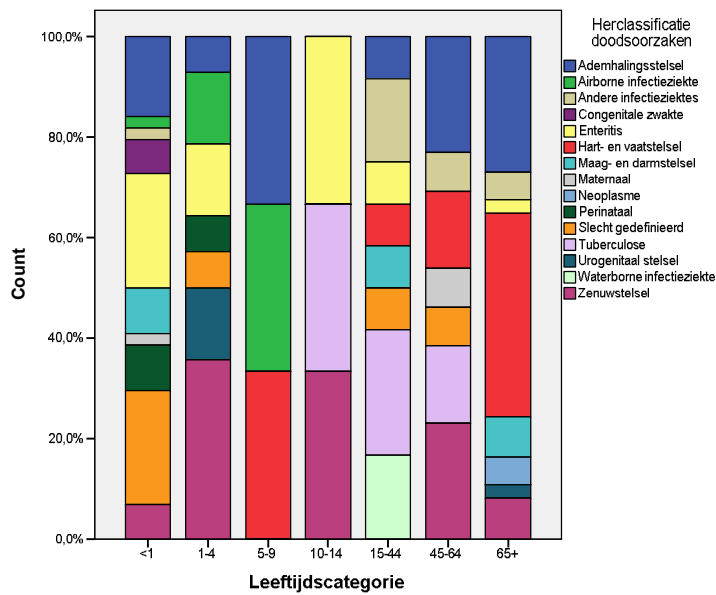 Herclassificatie
doodsoorzaken
Ademhalingsstelsel
Airborne infectieziekte
Andere infectieziektes
Congenitale zwakte
Enteritis
Hart- en vaatstelsel
Maag- en darmstelsel
Maternaal
Neoplasme
Perinataal
Slecht gedefinieerd
Tuberculose
Urogenitaal stelsel
Waterborne infectieziekte
Zenuwstelsel
Count
100,0%
80,0%
60,0%
40,0%
20,0%
0,0%
<1 1-4 5-9 10-14 15-44 45-64 65+
Leeftijdscategorie